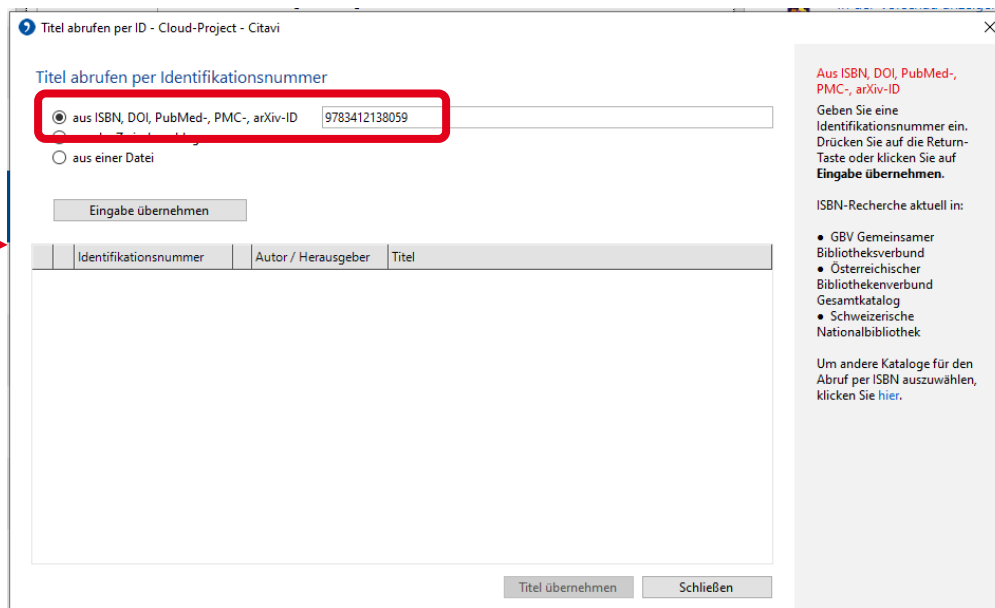 Titel abrufen per ID - Cloud-Project - Citavi
Titel abrufen per Identifikationsnummer
aus ISBN, DOI, PubMed-, PMC-, arXiv-ID 9783412138059
aus einer Datei
Eingabe übernehmen
Identifikationsnummer Autor / Herausgeber Titel
Titel übernehmen Schließen
Aus ISBN, DOI, PubMed-,
PMC-, arXiv-ID
Geben Sie eine
Identifikationsnummer ein.
Drücken Sie auf die Return-
Taste oder klicken Sie auf
Eingabe übernehmen.
ISBN-Recherche aktuell in:
● GBV Gemeinsamer
Bibliotheksverbund
● Österreichischer
Bibliothekenverbund
Gesamtkatalog
● Schweizerische
Nationalbibliothek
Um andere Kataloge für den
Abruf per ISBN auszuwählen,
klicken Sie hier.